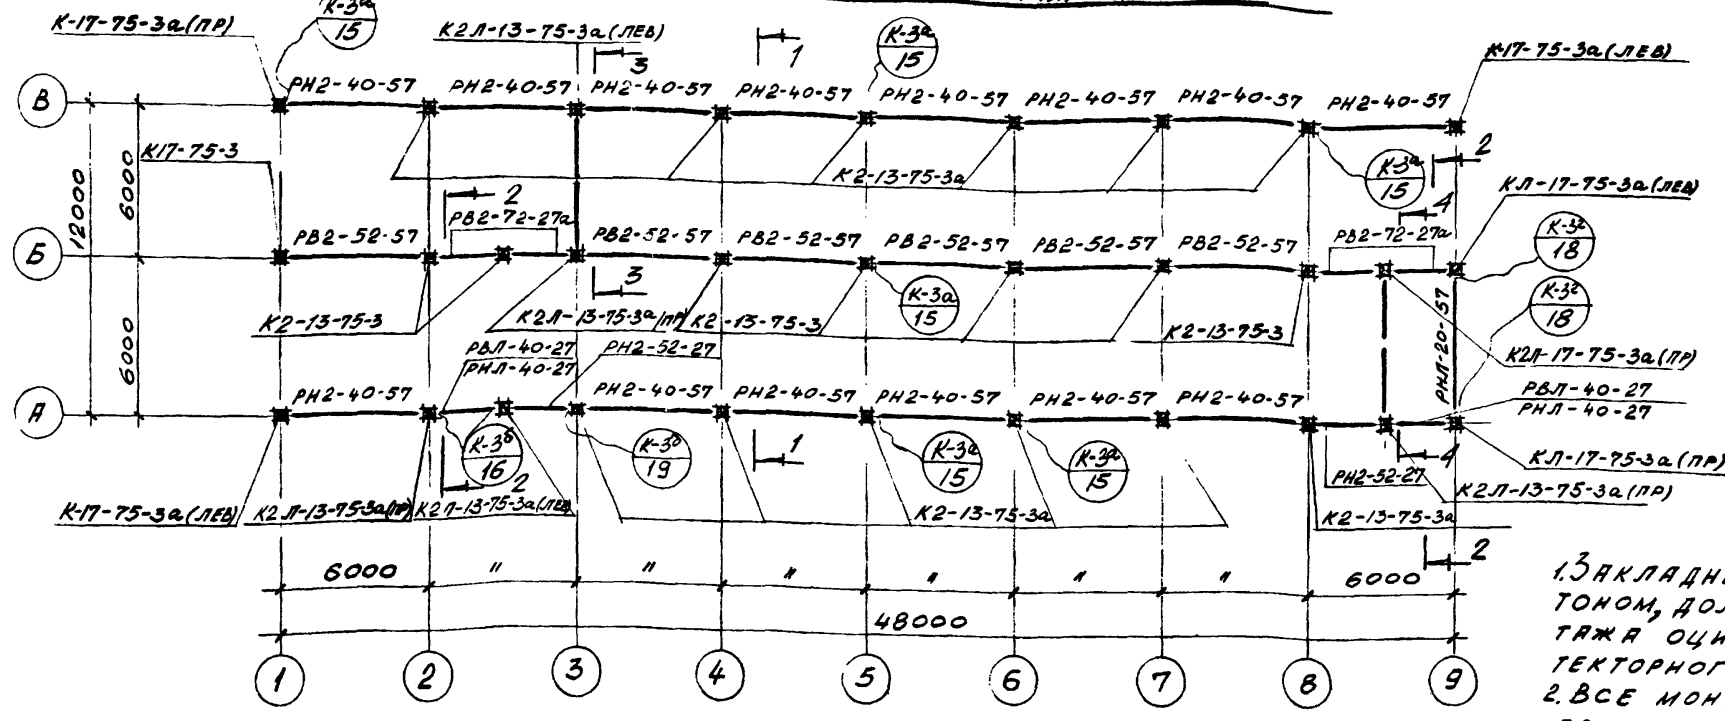 К-17-75-3а(ПР)
К-3а
15
К2Л-13-75-3а(ЛЕВ)
3
1
К-3а
15
К-17-75-3а(ЛЕВ)
В
РН2-40-57 РН2-40-57 РН2-40-57 РН2-40-57 РН2-40-57 РН2-40-57 РН2-40-57 РН2-40-57
К17-75-3
К2-13-75-3а
К-3а
15
2
12000
6000
2
КЛ-17-75-3а(ЛЕВ)
4
Б
РВ2-52-57
РВ2-72-27а
РВ2-52-57 РВ2-52-57 РВ2-52-57 РВ2-52-57 РВ2-52-57
РВ2-72-27а
К-3г
18
3
К-3а
15
К-3г
18
6000
К2-13-75-3
К2Л-13-75-3а(ПР)
К2-13-75-3
К2-13-75-3
РНЛ-20-57
К2Л-17-75-3а(ПР)
РВЛ-40-27
РНЛ-40-27
РН2-52-27
РВЛ-40-27
РНЛ-40-27
А
РН2-40-57 РН2-40-57 РН2-40-57 РН2-40-57 РН2-40-57 РН2-40-57
К-3б
16
К-3б
19
1
К-3а
15
К-3а
15
РН2-52-27
4
КЛ-17-75-3а(ПР)
2
К-17-75-3а(ЛЕВ)
К2Л-13-75-3а(ПР)
К2Л-13-75-3а(ЛЕВ)
К2-13-75-3а
К2-13-75-3а
К2Л-13-75-3а(ПР)
2
6000 " " " " " " 6000
48000
1 2 3 4 5 6 7 8 9
1. ЗАКЛАДН
ТОНОМ, ДОЛ
ТАЖА ОЦИ
ТЕКТОРНОГ
2. ВСЕ МОН